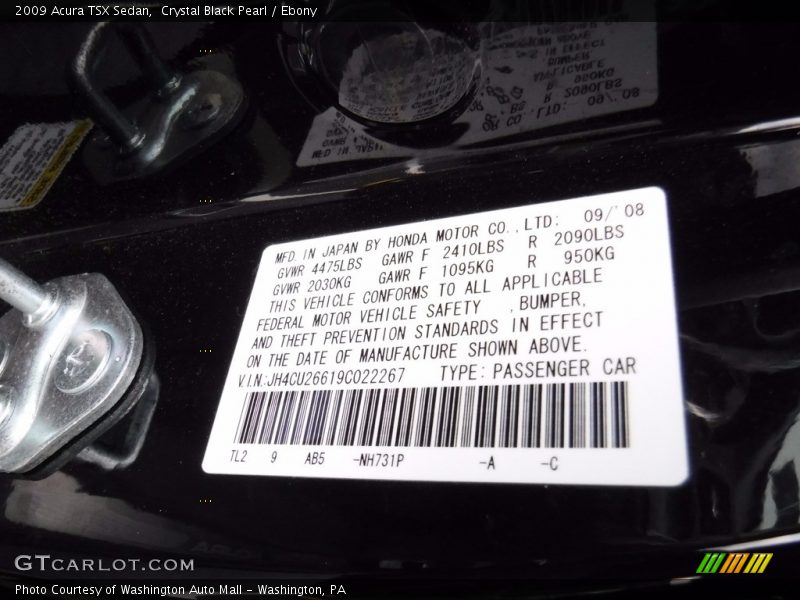 2009 Acura TSX Sedan, Crystal Black Pearl / Ebony
MFD. IN JAPAN BY HONDA MOTOR CO., LTD: 09/'08
GVWR 4475LBS GAWR F 2410LBS R 2090LBS
GVWR 2030KG GAWR F 1095KG R 950KG
THIS VEHICLE CONFORMS TO ALL APPLICABLE
FEDERAL MOTOR VEHICLE SAFETY , BUMPER,
AND THEFT PREVENTION STANDARDS IN EFFECT
ON THE DATE OF MANUFACTURE SHOWN ABOVE.
V.I.N:JH4CU26619C022267 TYPE: PASSENGER CAR
TL2 9 AB5 -NH731P -A -C
GTCARLOT.COM
Photo Courtesy of Washington Auto Mall - Washington, PA